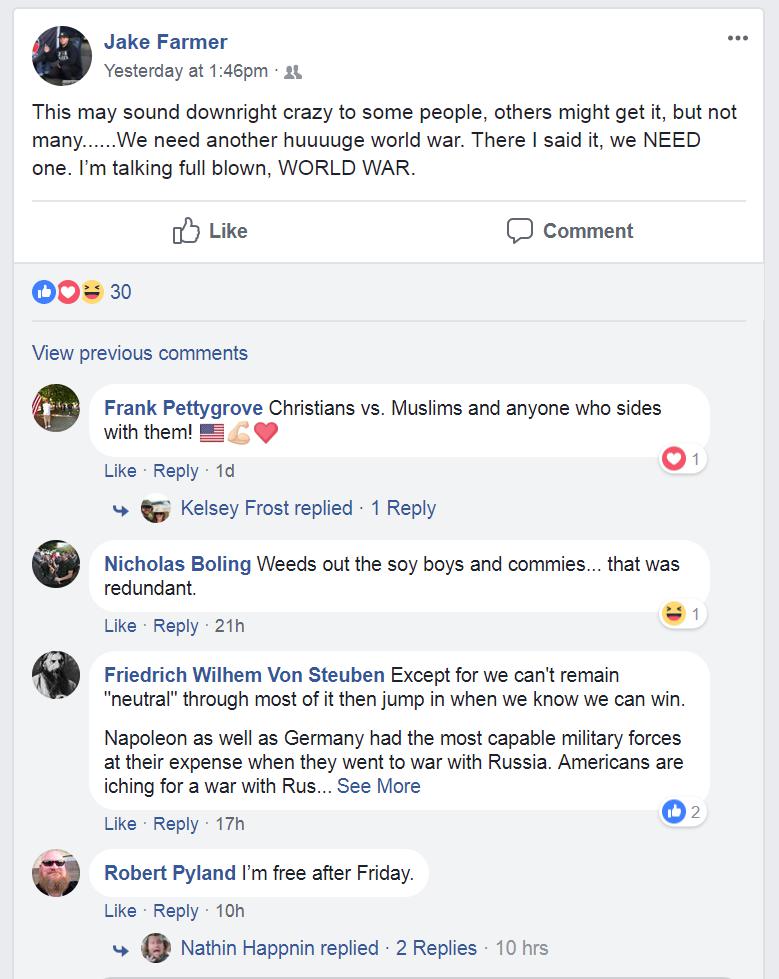 Jake Farmer
Yesterday at 1:46pm ·
This may sound downright crazy to some people, others might get it, but not
many......We need another huuuuge world war. There I said it, we NEED
one. I'm talking full blown, WORLD WAR.
Like
Comment
30
View previous comments
Frank Pettygrove Christians vs. Muslims and anyone who sides
with them! 🇺🇸💪🏻❤️
1
Like · Reply · 1d
Kelsey Frost replied · 1 Reply
Nicholas Boling Weeds out the soy boys and commies... that was
redundant.
1
Like · Reply · 21h
Friedrich Wilhem Von Steuben Except for we can't remain
"neutral" through most of it then jump in when we know we can win.
Napoleon as well as Germany had the most capable military forces
at their expense when they went to war with Russia. Americans are
iching for a war with Rus... See More
2
Like · Reply · 17h
Robert Pyland I'm free after Friday.
Like · Reply · 10h
Nathin Happnin replied · 2 Replies · 10 hrs